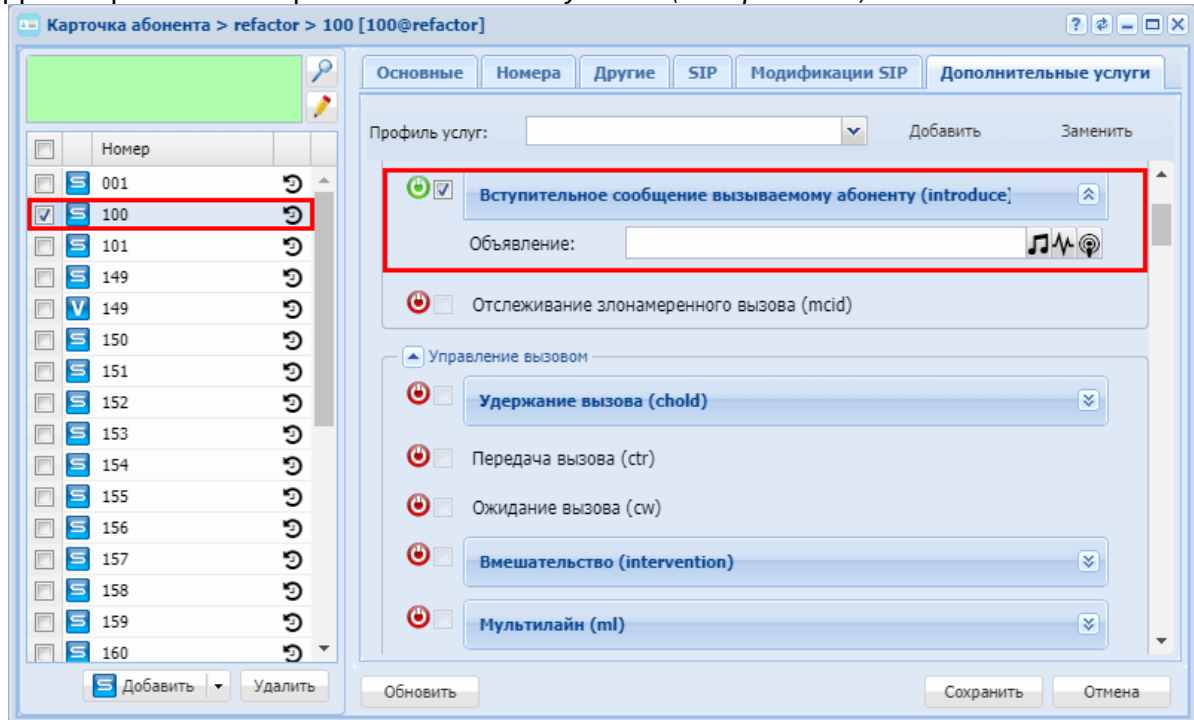 Карточка абонента > refactor > 100 [100@refactor]
Основные Номера Другие SIP Модификации SIP Дополнительные услуги
Профиль услуг: Добавить Заменить
Номер
001
100
101
149
149
150
151
152
153
154
155
156
157
158
159
160
Добавить Удалить
Вступительное сообщение вызываемому абоненту (introduce)
Объявление:
Отслеживание злонамеренного вызова (mcid)
Управление вызовом
Удержание вызова (chold)
Передача вызова (ctr)
Ожидание вызова (cw)
Вмешательство (intervention)
Мультилайн (ml)
Обновить Сохранить Отмена